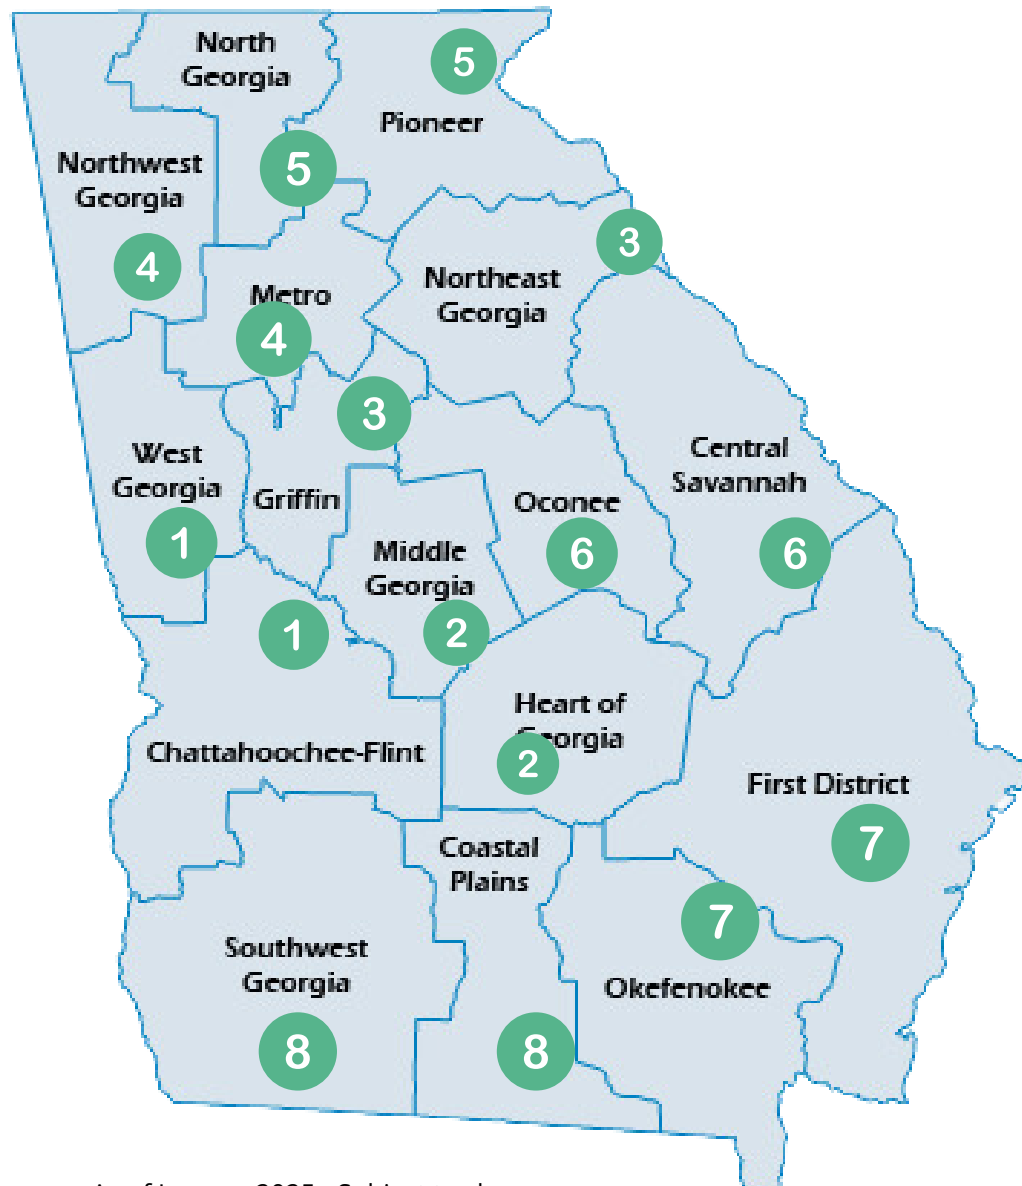 North
Georgia
5
Pioneer
5
Northwest
Georgia
4
3
Northeast
Georgia
Metro
4
3
Central
Savannah
6
West
Georgia
1
Griffin
Oconee
6
Middle
Georgia
2
1
Heart of
Georgia
2
Chattahoochee-Flint
First District
7
Coastal
Plains
7
Southwest
Georgia
Okefenokee
8
8